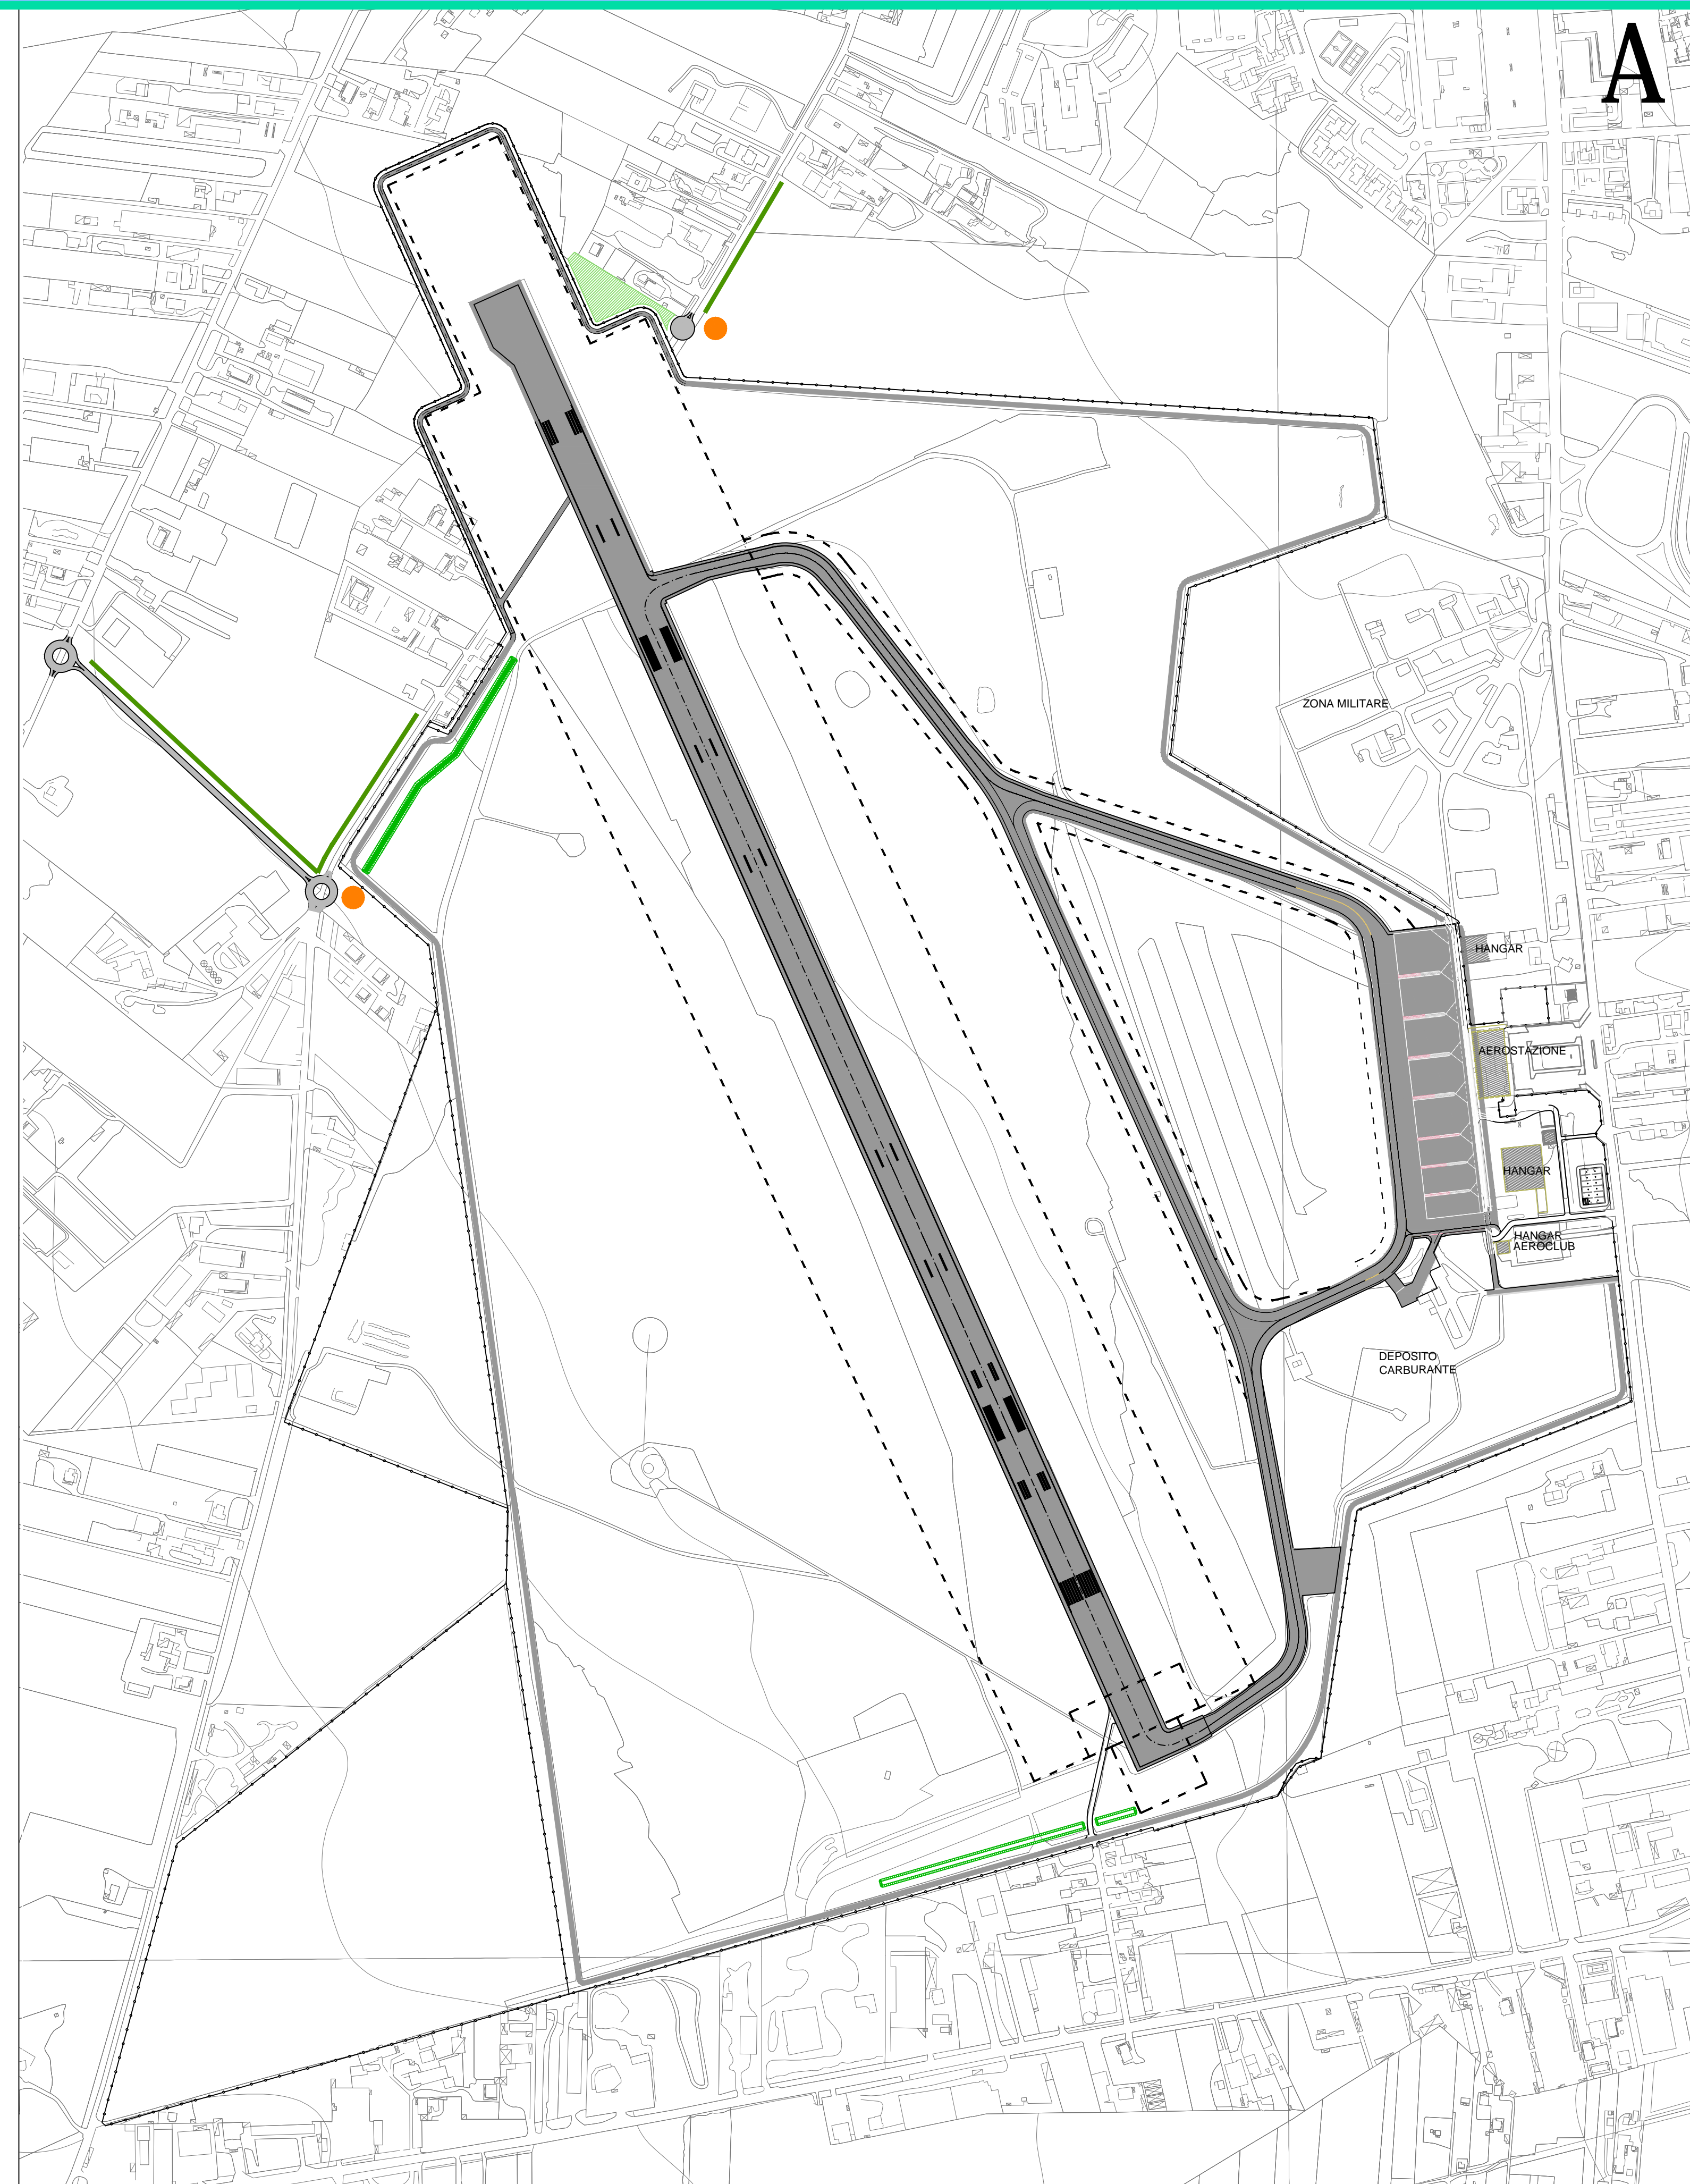 A
ZONA MILITARE
HANGAR
AEROSTAZIONE
HANGAR
HANGAR
AEROCLUB
DEPOSITO
CARBURANTE